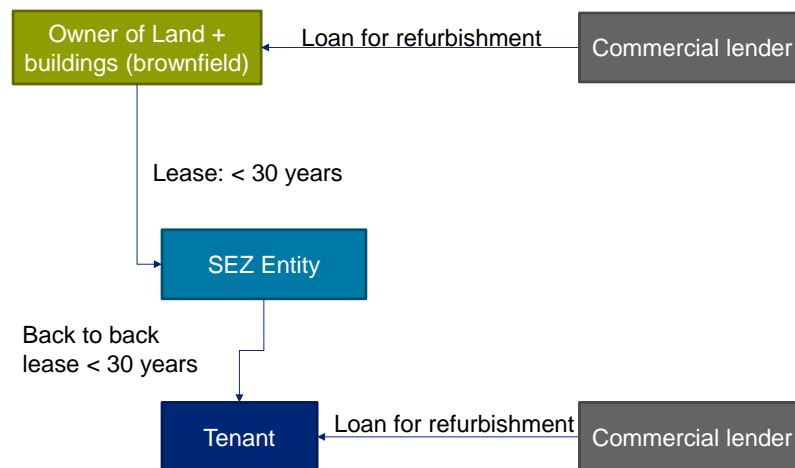 Owner of Land +
buildings (brownfield)
Loan for refurbishment
Commercial lender
Lease: < 30 years
SEZ Entity
Back to back
lease < 30 years
Tenant
Loan for refurbishment
Commercial lender